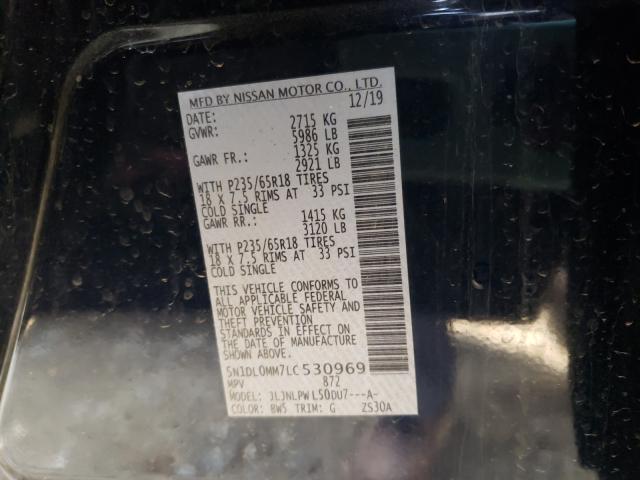 MFD BY NISSAN MOTOR CO., LTD.
DATE: 12/19
GVWR: 2715 KG
5986 LB
GAWR FR.: 1325 KG
2921 LB
WITH P235/65R18 TIRES
18 X 7.5 RIMS AT 33 PSI
COLD SINGLE
GAWR RR.: 1415 KG
3120 LB
WITH P235/65R18 TIRES
18 X 7.5 RIMS AT 33 PSI
COLD SINGLE
THIS VEHICLE CONFORMS TO
ALL APPLICABLE FEDERAL
MOTOR VEHICLE SAFETY AND
THEFT PREVENTION
STANDARDS IN EFFECT ON
THE DATE OF MANUFACTURE
SHOWN ABOVE.
5N1DL0MM7LC530969
MPV 872
MODEL: JLJNLPWL50DU7---A-
COLOR: BW5 TRIM: G ZS30A